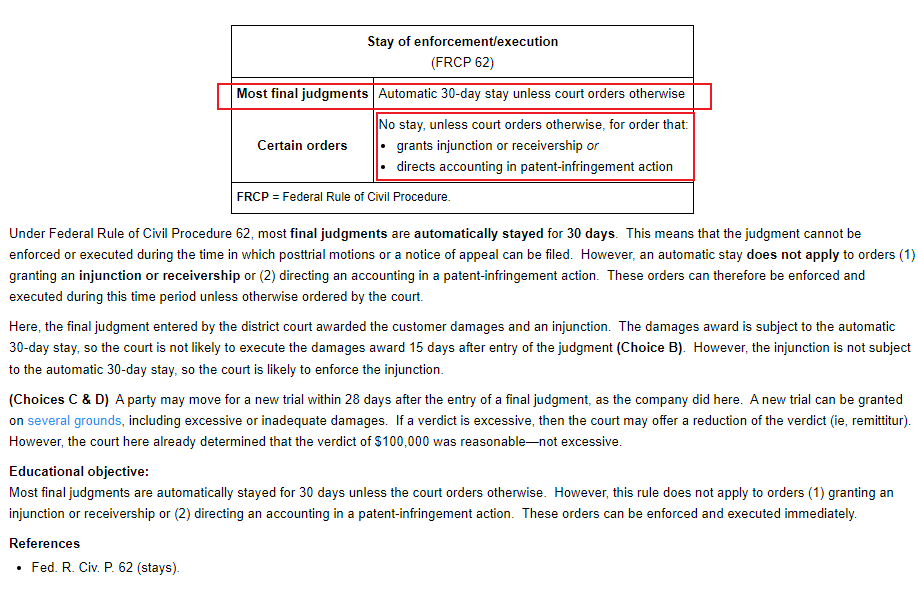 Stay of enforcement/execution
(FRCP 62)
Most final judgments Automatic 30-day stay unless court orders otherwise
Certain orders
No stay, unless court orders otherwise, for order that:
• grants injunction or receivership or
• directs accounting in patent-infringement action
FRCP = Federal Rule of Civil Procedure.
Under Federal Rule of Civil Procedure 62, most final judgments are automatically stayed for 30 days. This means that the judgment cannot be
enforced or executed during the time in which posttrial motions or a notice of appeal can be filed. However, an automatic stay does not apply to orders (1)
granting an injunction or receivership or (2) directing an accounting in a patent-infringement action. These orders can therefore be enforced and
executed during this time period unless otherwise ordered by the court.
Here, the final judgment entered by the district court awarded the customer damages and an injunction. The damages award is subject to the automatic
30-day stay, so the court is not likely to execute the damages award 15 days after entry of the judgment (Choice B). However, the injunction is not subject
to the automatic 30-day stay, so the court is likely to enforce the injunction.
(Choices C & D) A party may move for a new trial within 28 days after the entry of a final judgment, as the company did here. A new trial can be granted
on several grounds, including excessive or inadequate damages. If a verdict is excessive, then the court may offer a reduction of the verdict (ie, remittitur).
However, the court here already determined that the verdict of $100,000 was reasonable—not excessive.
Educational objective:
Most final judgments are automatically stayed for 30 days unless the court orders otherwise. However, this rule does not apply to orders (1) granting an
injunction or receivership or (2) directing an accounting in a patent-infringement action. These orders can be enforced and executed immediately.
References
• Fed. R. Civ. P. 62 (stays).